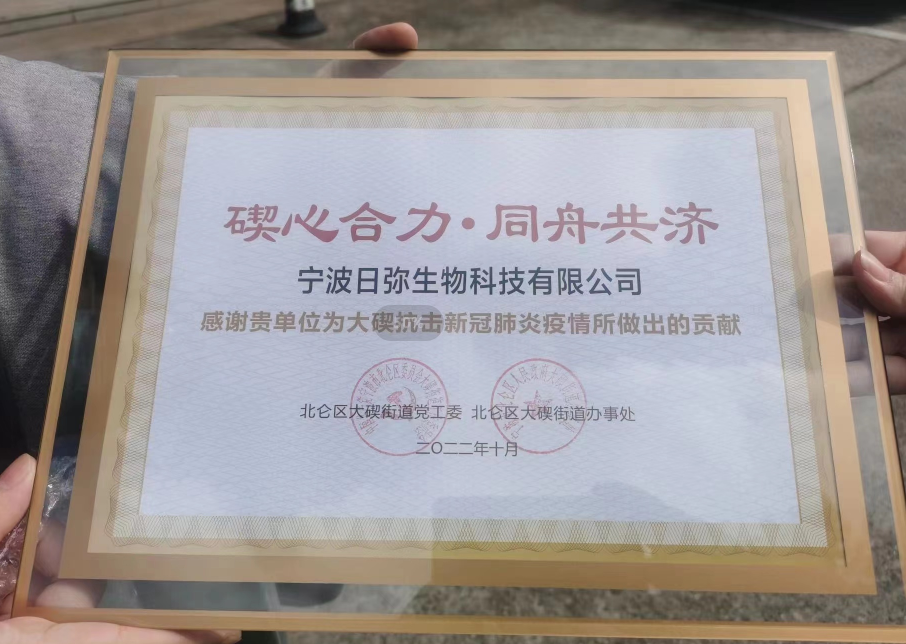 碶心合力·同舟共济
宁波日弥生物科技有限公司
感谢贵单位为大碶抗击新冠肺炎疫情所做出的贡献
北仑区大碶街道党工委 北仑区大碶街道办事处
二〇二二年十月